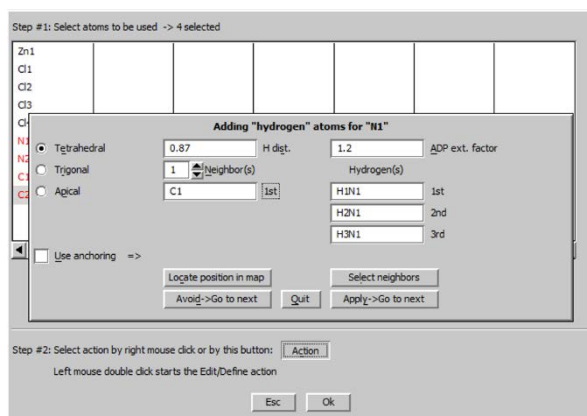 Step #1: Select atoms to be used -> 4 selected
Zn1
Cl1
Cl2
Cl3
Adding "hydrogen" atoms for "N1"
N1
Tetrahedral 0.87 H dist. 1.2 ADP ext. factor
N2
Trigonal 1 Neighbor(s) Hydrogen(s)
C1
Apical C1 1st H1N1 1st
C2
H2N1 2nd
H3N1 3rd
Use anchoring =>
Locate position in map Select neighbors
Avoid->Go to next Quit Apply->Go to next
Step #2: Select action by right mouse click or by this button: Action
Left mouse double click starts the Edit/Define action
Esc Ok